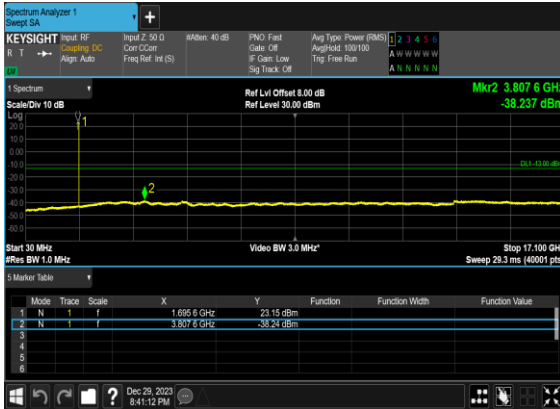 Spectrum Analyzer 1
Swept SA
+
KEYSIGHT Input: RF Input Z: 50 Ω #Atten: 40 dB PNO: Fast Avg Type: Power (RMS) 1 2 3 4 5 6
R T Coupling: DC Corr CCorr Gate: Off Avg|Hold: 100/100 A W W W W W
Align: Auto Freq Ref: Int (S) IF Gain: Low Trig: Free Run
Sig Track: Off A N N N N N
1 Spectrum Ref Lvl Offset 8.00 dB Mkr2 3.807 6 GHz
Scale/Div 10 dB Ref Level 30.00 dBm -38.237 dBm
Log
1
20.0
10.0
0.00
-10.0
DL1 -13.00 dBm
-20.0
-30.0
2
-40.0
-50.0
-60.0
Start 30 MHz Video BW 3.0 MHz* Stop 17.100 GHz
#Res BW 1.0 MHz Sweep 29.3 ms (40001 pts)
5 Marker Table
Mode Trace Scale X Y Function Function Width Function Value
1 N 1 f 1.695 6 GHz 23.15 dBm
2 N 1 f 3.807 6 GHz -38.24 dBm
3
4
5
6
? Dec 29, 2023
8:41:12 PM